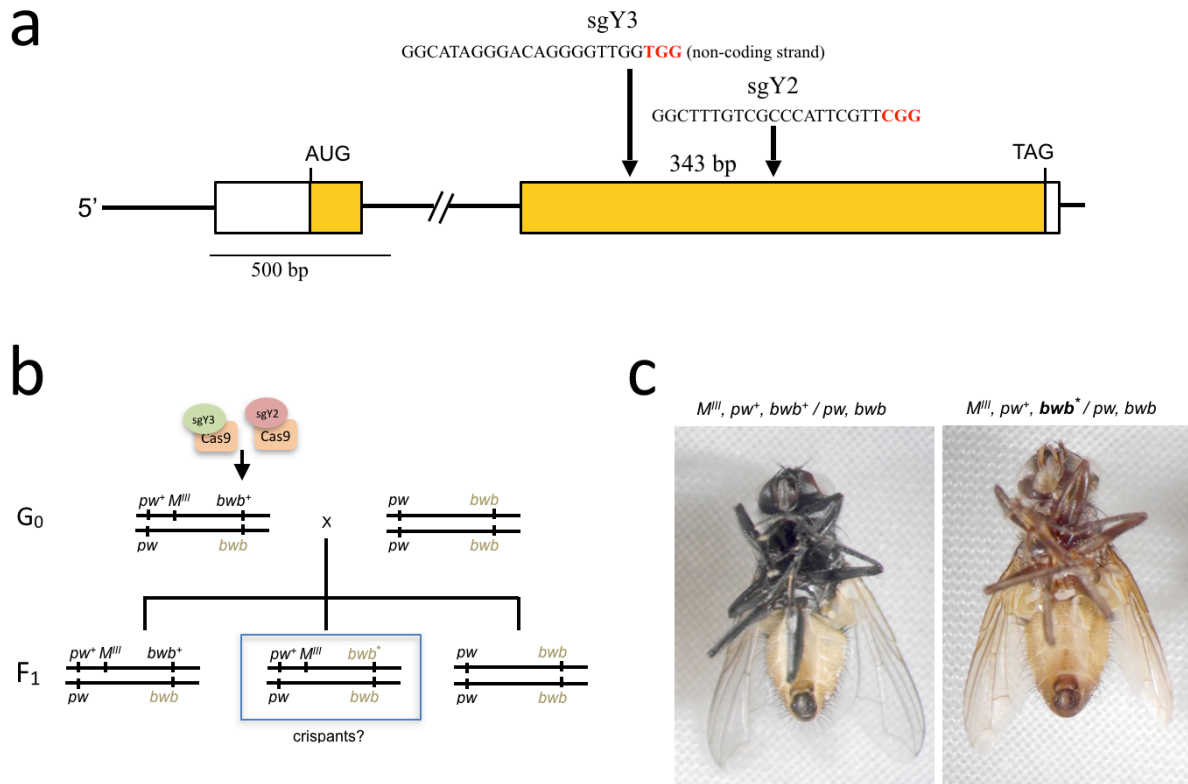 a
sgY3
GGCATAGGGACAGGGGTTGGTGG (non-coding strand)
sgY2
GGCTTTGTCGCCCATTCGTTCGG
AUG
343 bp
TAG
5’
500 bp
b
sgY3
Cas9
sgY2
Cas9
G0
pw+ MIII bwb+
pw bwb
x
pw bwb
pw bwb
F1
pw+ MIII bwb+
pw bwb
pw+ MIII bwb*
pw bwb
crispants?
pw bwb
pw bwb
c
MIII, pw+, bwb+ / pw, bwb
MIII, pw+, bwb* / pw, bwb